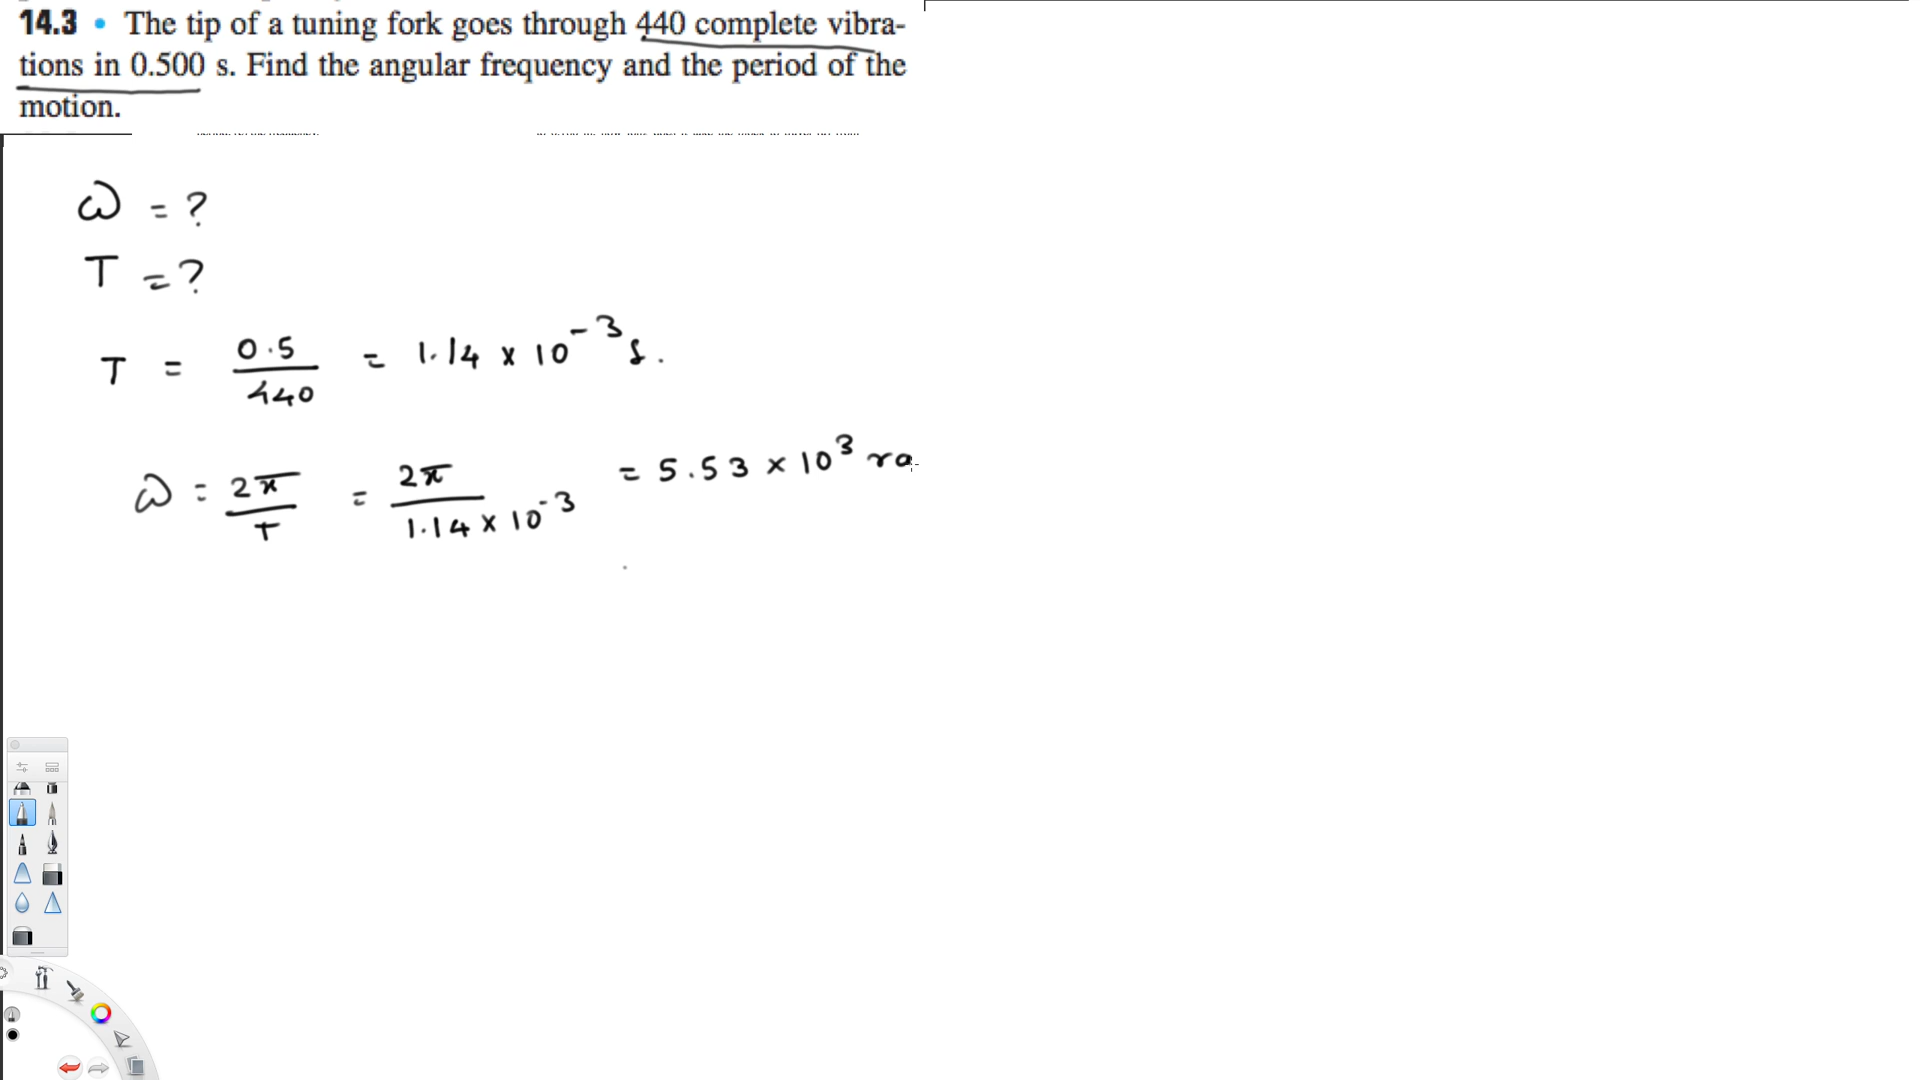 14.3 • The tip of a tuning fork goes through 440 complete vibra-
tions in 0.500 s. Find the angular frequency and the period of the
motion.
ω = ?
T = ?
T = 0.5/440 = 1.14 × 10⁻³ s.
ω = 2π/T = 2π/1.14 × 10⁻³ = 5.53 × 10³ ra